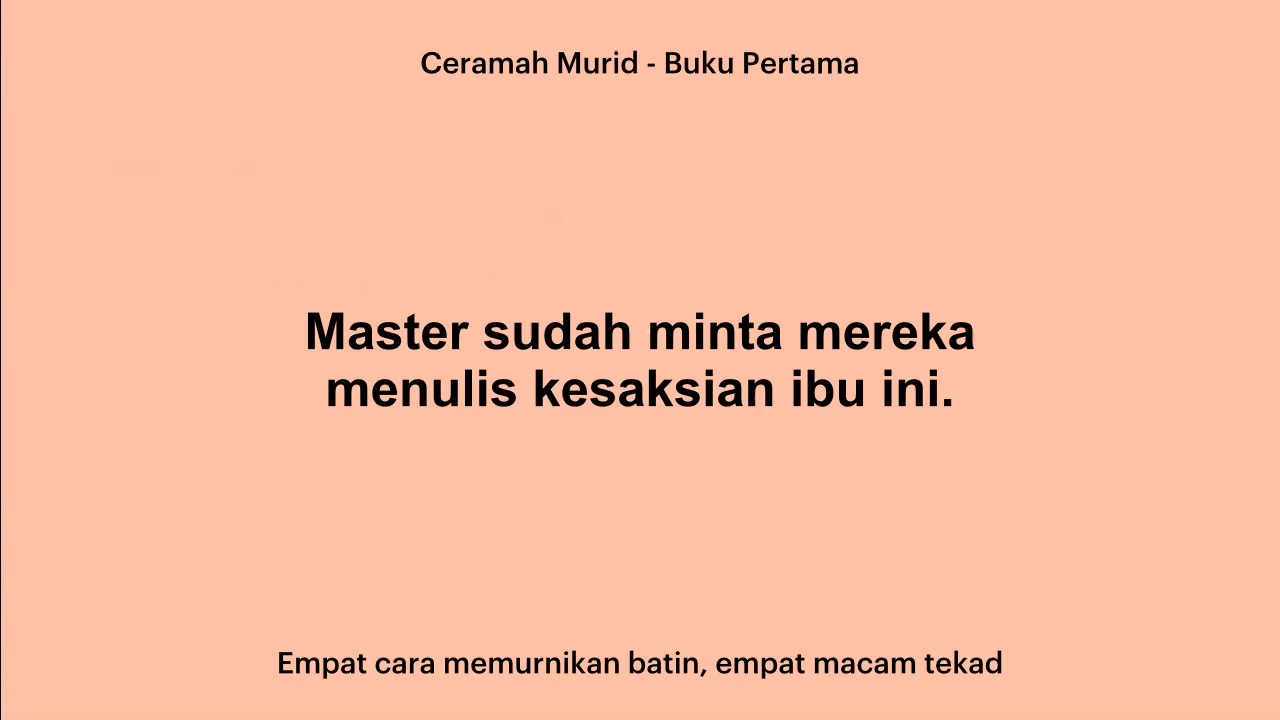 Ceramah Murid - Buku Pertama
Master sudah minta mereka
menulis kesaksian ibu ini.
Empat cara memurnikan batin, empat macam tekad